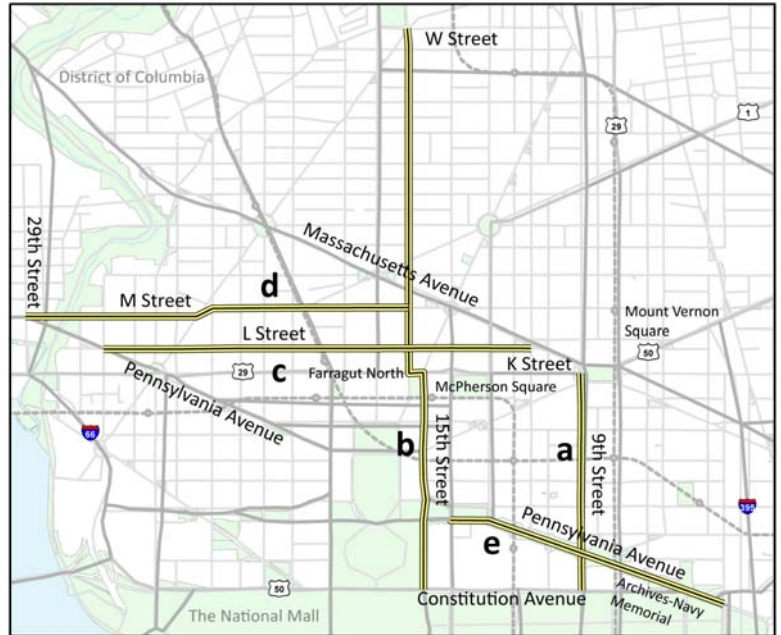 W Street
District of Columbia
1
29
29th Street
Massachusetts Avenue
d
M Street
Mount Vernon
Square
L Street
50
K Street
29
c
Farragut North
McPherson Square
Pennsylvania Avenue
b
15th Street
a
9th Street
66
395
Pennsylvania Avenue
e
Archives-Navy
Memorial
50
Constitution Avenue
The National Mall